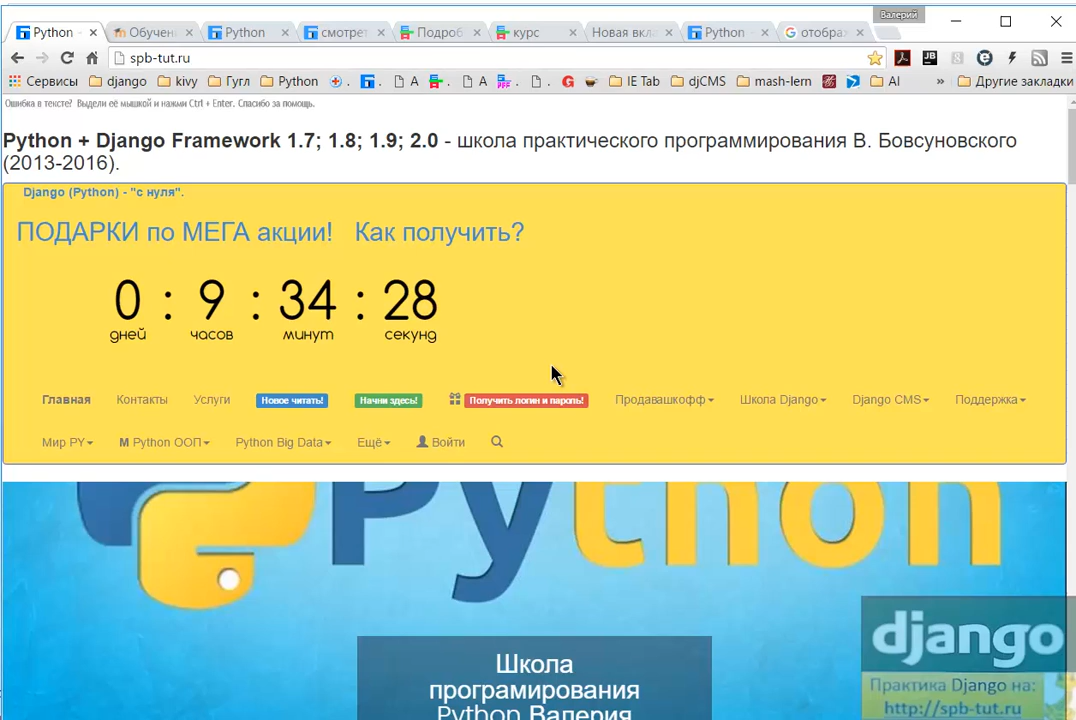 Валерий
Python - Обучен Python смотрет Подроб курс Новая вкл Python - отобра
spb-tut.ru
Сервисы django kivy Гугл Python A A IE Tab djCMS mash-lern AI » Другие закладки
Ошибка в тексте? Выдели её мышкой и нажми Ctrl + Enter. Спасибо за помощь.
Python + Django Framework 1.7; 1.8; 1.9; 2.0 - школа практического программирования В. Бовсуновского
(2013-2016).
Django (Python) - "с нуля".
ПОДАРКИ по МЕГА акции! Как получить?
0 : 9 : 34 : 28
дней часов минут секунд
Главная Контакты Услуги Новое читать! Начни здесь! Получить логин и пароль! Продавашкофф Школа Django Django CMS Поддержка
Мир PY М Python ООП Python Big Data Ещё Войти
Python
Школа
програмирования
Python Валерия
django
Практика Django на:
http://spb-tut.ru